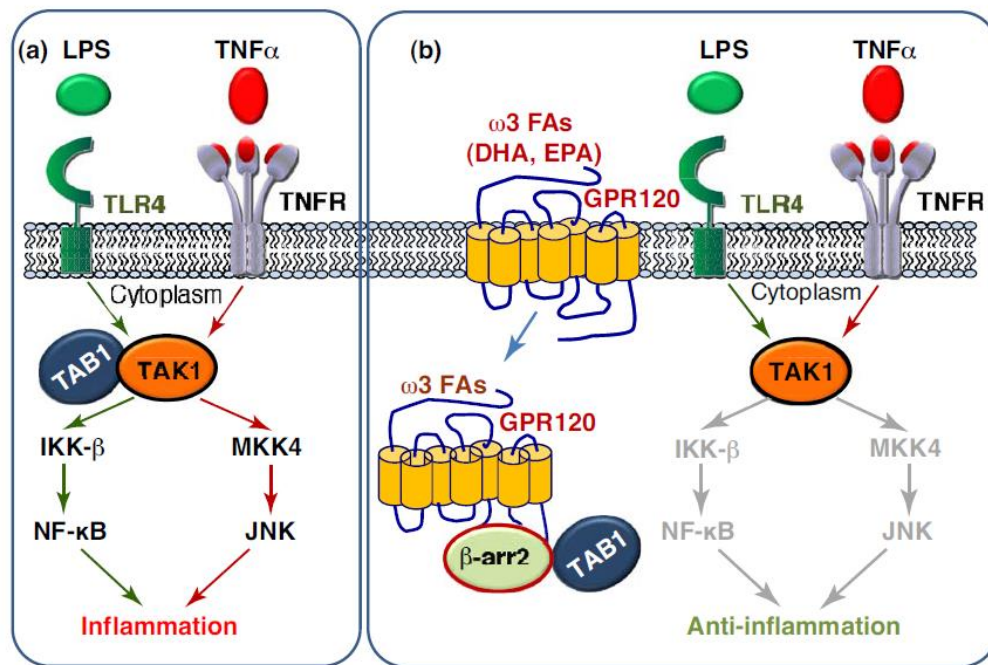 (a)
LPS
TNFα
TLR4
TNFR
Cytoplasm
TAB1
TAK1
IKK-β
MKK4
NF-κB
JNK
Inflammation
(b)
LPS
TNFα
ω3 FAs
(DHA, EPA)
GPR120
TLR4
TNFR
Cytoplasm
TAK1
ω3 FAs
GPR120
IKK-β
MKK4
NF-κB
JNK
β-arr2
TAB1
Anti-inflammation